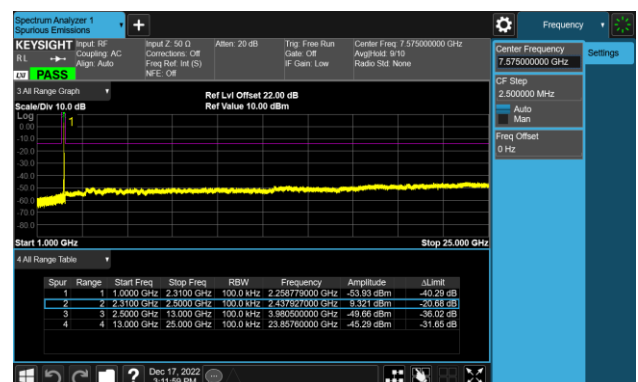 Spectrum Analyzer 1
Spurious Emissions
+
Frequency
KEYSIGHT
RL
PASS
Input: RF
Coupling: AC
Align: Auto
Input Z: 50 Ω
Corrections: Off
Freq Ref: Int (S)
NFE: Off
Atten: 20 dB
Trig: Free Run
Gate: Off
IF Gain: Low
Center Freq: 7.575000000 GHz
Avg|Hold: 9/10
Radio Std: None
Center Frequency
7.575000000 GHz
Settings
CF Step
2.500000 MHz
Auto
Man
Freq Offset
0 Hz
3 All Range Graph
Scale/Div 10.0 dB
Ref Lvl Offset 22.00 dB
Ref Value 10.00 dBm
Log
1
0.00
-10.0
-20.0
-30.0
-40.0
-50.0
-60.0
-70.0
-80.0
Start 1.000 GHz
Stop 25.000 GHz
4 All Range Table
Spur Range Start Freq Stop Freq RBW Frequency Amplitude ΔLimit
1 1 1.0000 GHz 2.3100 GHz 100.0 kHz 2.258779000 GHz -53.93 dBm -40.29 dB
2 2 2.3100 GHz 2.5000 GHz 100.0 kHz 2.437927000 GHz 9.321 dBm -20.68 dB
3 3 2.5000 GHz 13.000 GHz 100.0 kHz 3.980500000 GHz -49.66 dBm -36.02 dB
4 4 13.000 GHz 25.000 GHz 100.0 kHz 23.85760000 GHz -45.29 dBm -31.65 dB
?
Dec 17, 2022
3:11:59 PM